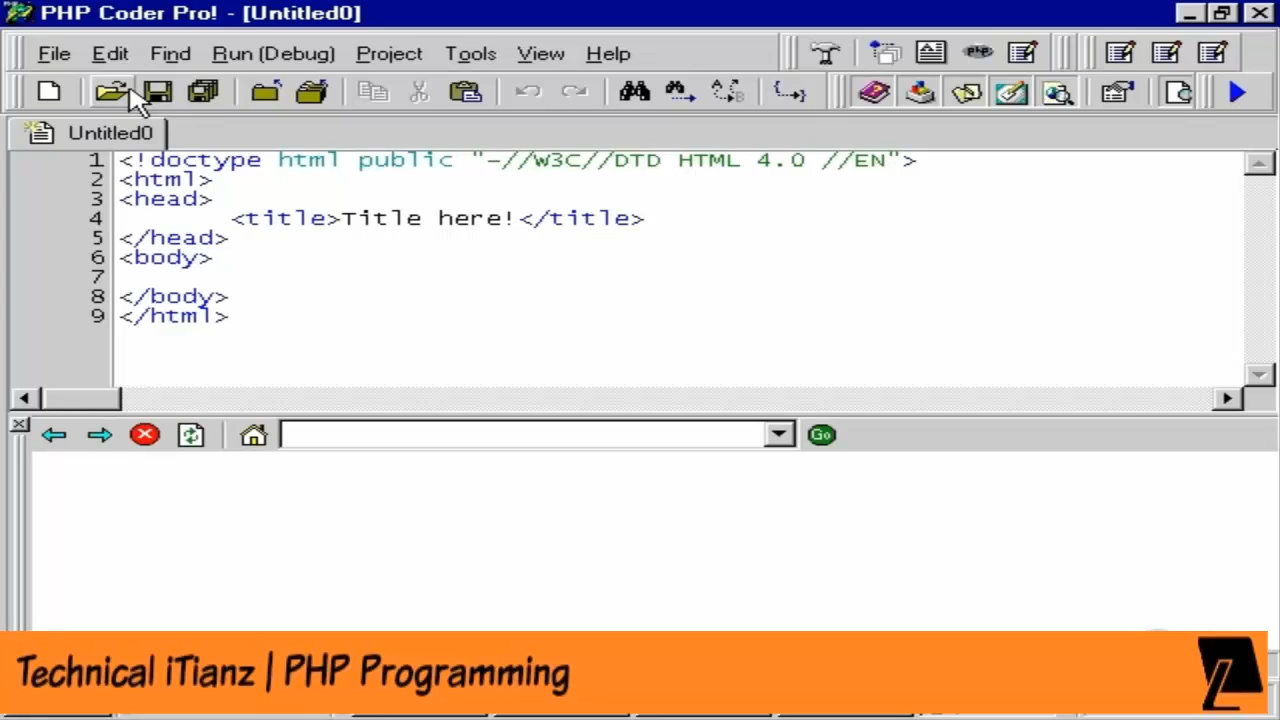 PHP Coder Pro! - [Untitled0]
File Edit Find Run (Debug) Project Tools View Help
Untitled0
1 <!doctype html public "-//W3C//DTD HTML 4.0 //EN">
2 <html>
3 <head>
4 <title>Title here!</title>
5 </head>
6 <body>
7
8 </body>
9 </html>
Go
Technical iTianz | PHP Programming